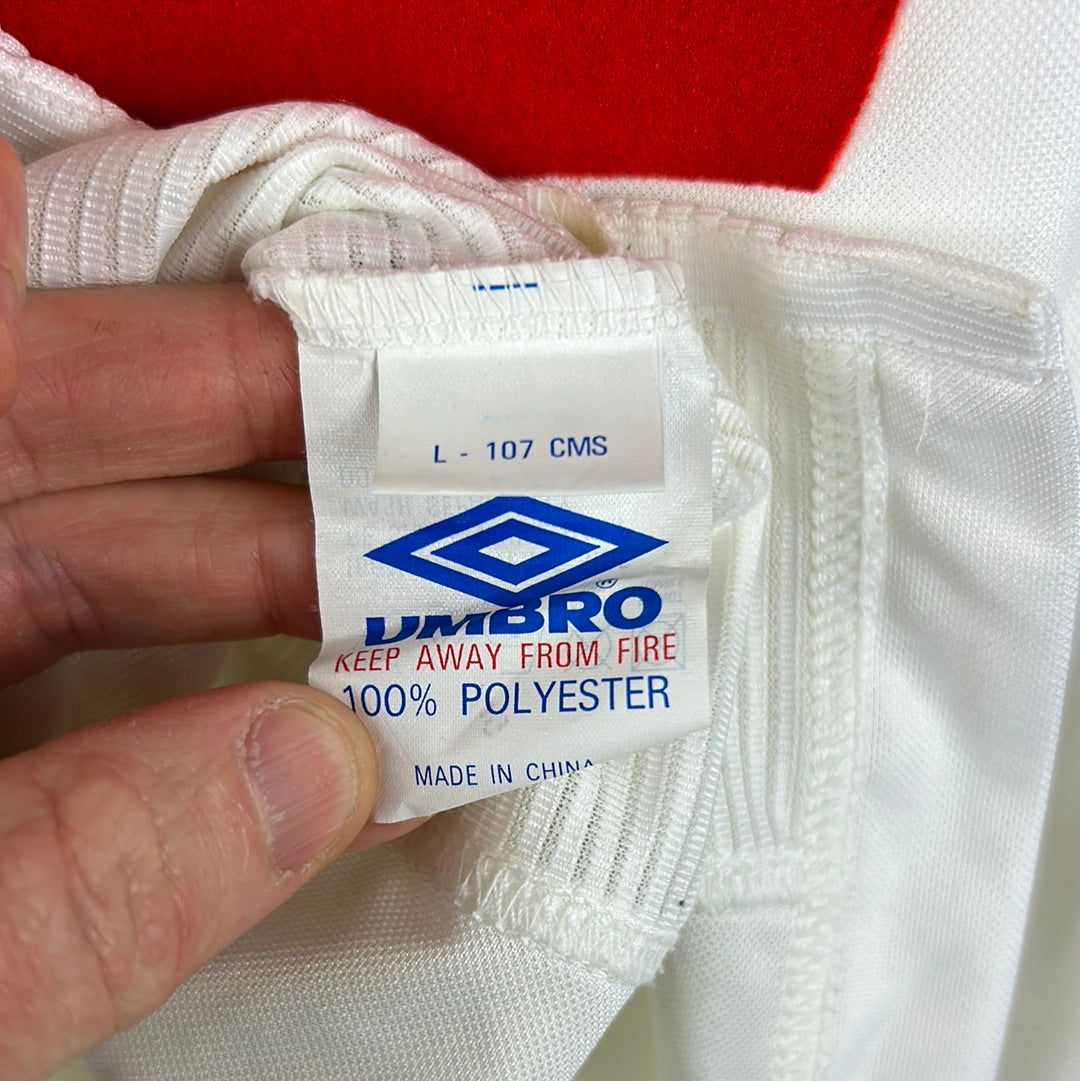 L - 107 CMS
UMBRO®
KEEP AWAY FROM FIRE
100% POLYESTER
MADE IN CHINA